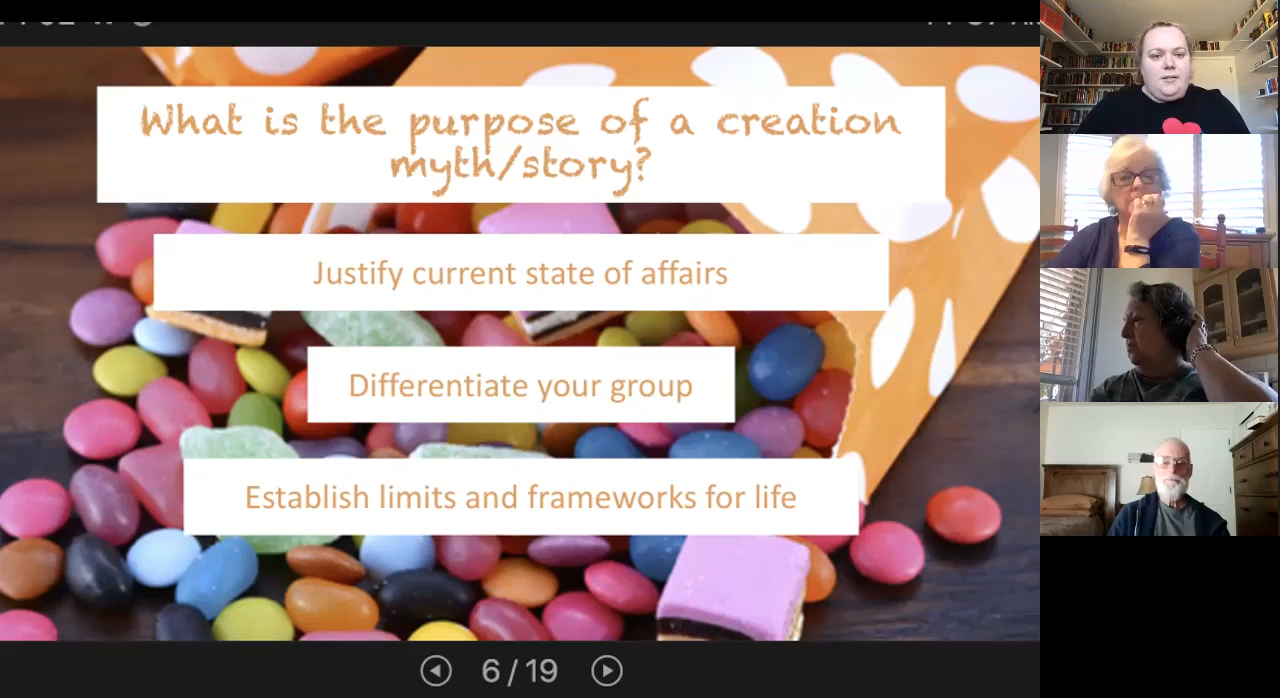 What is the purpose of a creation
myth/story?
Justify current state of affairs
Differentiate your group
Establish limits and frameworks for life
6/19